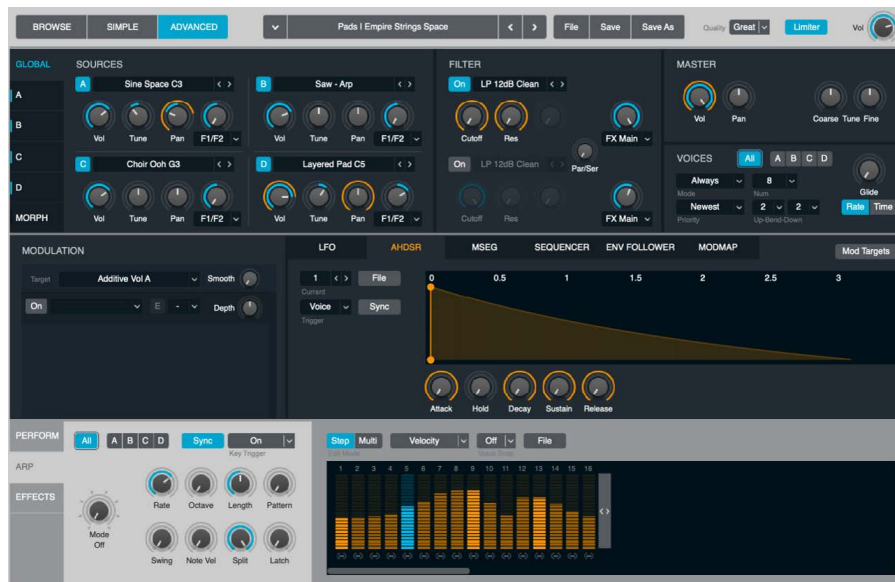 BROWSE SIMPLE ADVANCED Pads | Empire Strings Space File Save Save As Quality Great Limiter Vol
GLOBAL
A
B
C
D
MORPH
SOURCES
A Sine Space C3
Vol Tune Pan F1/F2
B Saw - Arp
Vol Tune Pan F1/F2
C Choir Ooh G3
Vol Tune Pan F1/F2
D Layered Pad C5
Vol Tune Pan F1/F2
FILTER
On LP 12dB Clean
Cutoff Res FX Main
Par/Ser
On LP 12dB Clean
Cutoff Res FX Main
MASTER
Vol Pan Coarse Tune Fine
VOICES All A B C D
Always 8
Mode Num
Newest 2 2
Priority Up-Bend-Down
Glide
Rate Time
MODULATION
Target Additive Vol A Smooth
On E - Depth
LFO AHDSR MSEG SEQUENCER ENV FOLLOWER MODMAP Mod Targets
1 File
Current
Voice Sync
Trigger
0 0.5 1 1.5 2 2.5 3
Attack Hold Decay Sustain Release
PERFORM
ARP
EFFECTS
All A B C D Sync On
Key Trigger
Mode
Off
Rate Octave Length Pattern
Swing Note Vel Split Latch
Step Multi Velocity Off File
Edit Mode
1 2 3 4 5 6 7 8 9 10 11 12 13 14 15 16